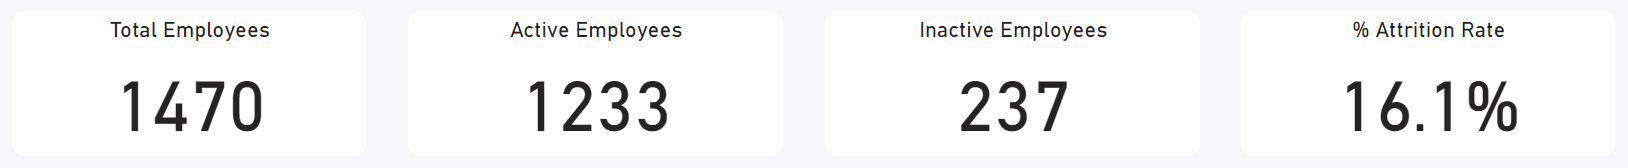 Total Employees
1470
Active Employees
1233
Inactive Employees
237
% Attrition Rate
16.1%